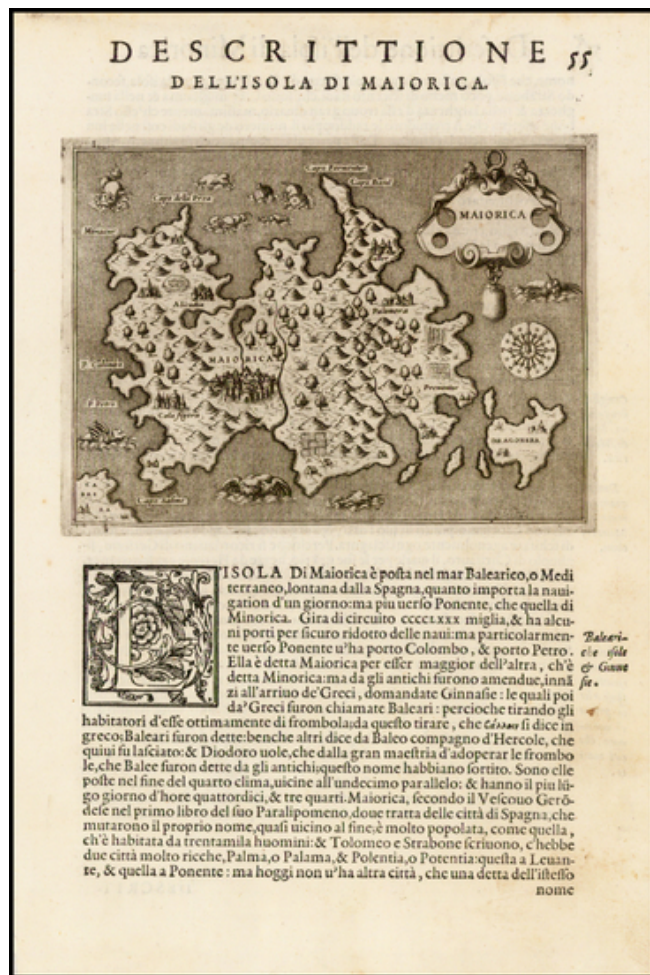 DESCRITTIONE
55
DELL'ISOLA DI MAIORICA.
Capo Formentor
Capo della Pera
MAIORICA
Alcudia
Palomera
MAIORICA
P. Colombo
P. Petro
Cala figera
DRAGONERA
Capo Saline
L'ISOLA Di Maiorica è posta nel mar Balearico, o Medi
terraneo, lontana dalla Spagna, quanto importa la naui-
gation d'un giorno: ma piu uerso Ponente, che quella di
Minorica. Gira di circuito CCCCLXXX miglia, & ha alcu-
ni porti per sicuro ridotto delle naui: ma particolarmen-
te uerso Ponente u'ha porto Colombo, & porto Petro.
Ella è detta Maiorica per esser maggior dell'altra, ch'è
detta Minorica: ma da gli antichi furono amendue, innã
zi all'arriuo de'Greci, domandate Ginnasie: le quali poi
da'Greci furon chiamate Baleari: percioche tirando gli
Baleari-
che isole
& Ginna
sie.
habitatori d'esse ottimamente di frombola; da questo tirare, che si dice in
greco; Baleari furon dette: benche altri dice da Baleo compagno d'Hercole, che
quiui fu lasciato: & Diodoro uole, che dalla gran maestria d'adoperar le frombo
le, che Balee furon dette da gli antichi; questo nome habbiano sortito. Sono elle
poste nel fine del quarto clima, uicine all'undecimo parallelo: & hanno il piu lũ
go giorno d'hore quattordici, & tre quarti. Maiorica, secondo il Vescouo Gerõ-
dese nel primo libro del suo Paralipomeno, doue tratta delle città di Spagna, che
mutarono il proprio nome, quasi uicino al fine, è molto popolata, come quella,
ch'è habitata da trentamila huomini: & Tolomeo e Strabone scriuono, c'hebbe
due città molto ricche, Palma, o Palama, & Polentia, o Potentia: questa a Leuan-
te, & quella a Ponente: ma hoggi non u'ha altra città, che una detta dell'istesso
nome